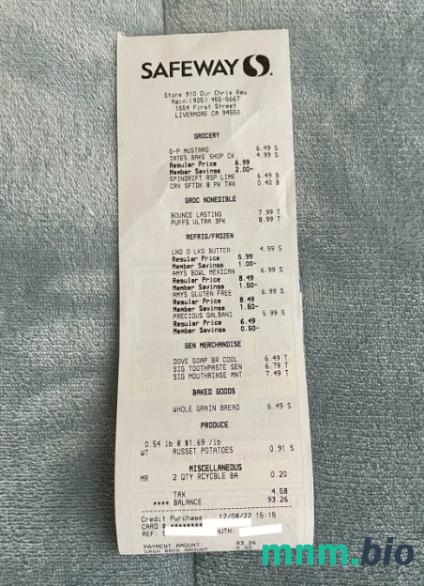 SAFEWAY
Store 910 Dir Chris Rey
Main:(925) 455-5667
1554 First Street
LIVERMORE CA 94550
GROCERY
G-P MUSTARD 6.49 S
TATES BAKE SHOP CK 4.99 S
Regular Price 6.99
Member Savings 2.00-
SPINDRIFT RSP LIME 6.49 B
CRV SFTDK 8 PK TAX 0.40 B
GROC NONEDIBLE
BOUNCE LASTING 7.99 T
PUFFS ULTRA 3PK 8.99 T
REFRIG/FROZEN
LND O LKS BUTTER 4.99 S
Regular Price 5.99
Member Savings 1.00-
AMYS BOWL MEXICAN 6.99 S
Regular Price 8.49
Member Savings 1.50-
AMYS GLUTEN FREE 6.99 S
Regular Price 8.49
Member Savings 1.50-
PRECIOUS GALBANI 5.99 S
Regular Price 6.49
Member Savings 0.50-
GEN MERCHANDISE
DOVE SOAP BR COOL 6.49 T
SIG TOOTHPASTE SEN 6.79 T
SIG MOUTHRINSE MNT 7.49 T
BAKED GOODS
WHOLE GRAIN BREAD 6.49 S
PRODUCE
0.54 lb @ $1.69 /lb
WT RUSSET POTATOES 0.91 S
MISCELLANEOUS
MR 2 QTY RCYCBLE BA 0.20
TAX 4.58
**** BALANCE 93.26
Credit Purchase 12/08/22 15:15
CARD # ********
REF: AUTH:
PAYMENT AMOUNT 93.26
CASH BACK AMOUNT
mnm.bio